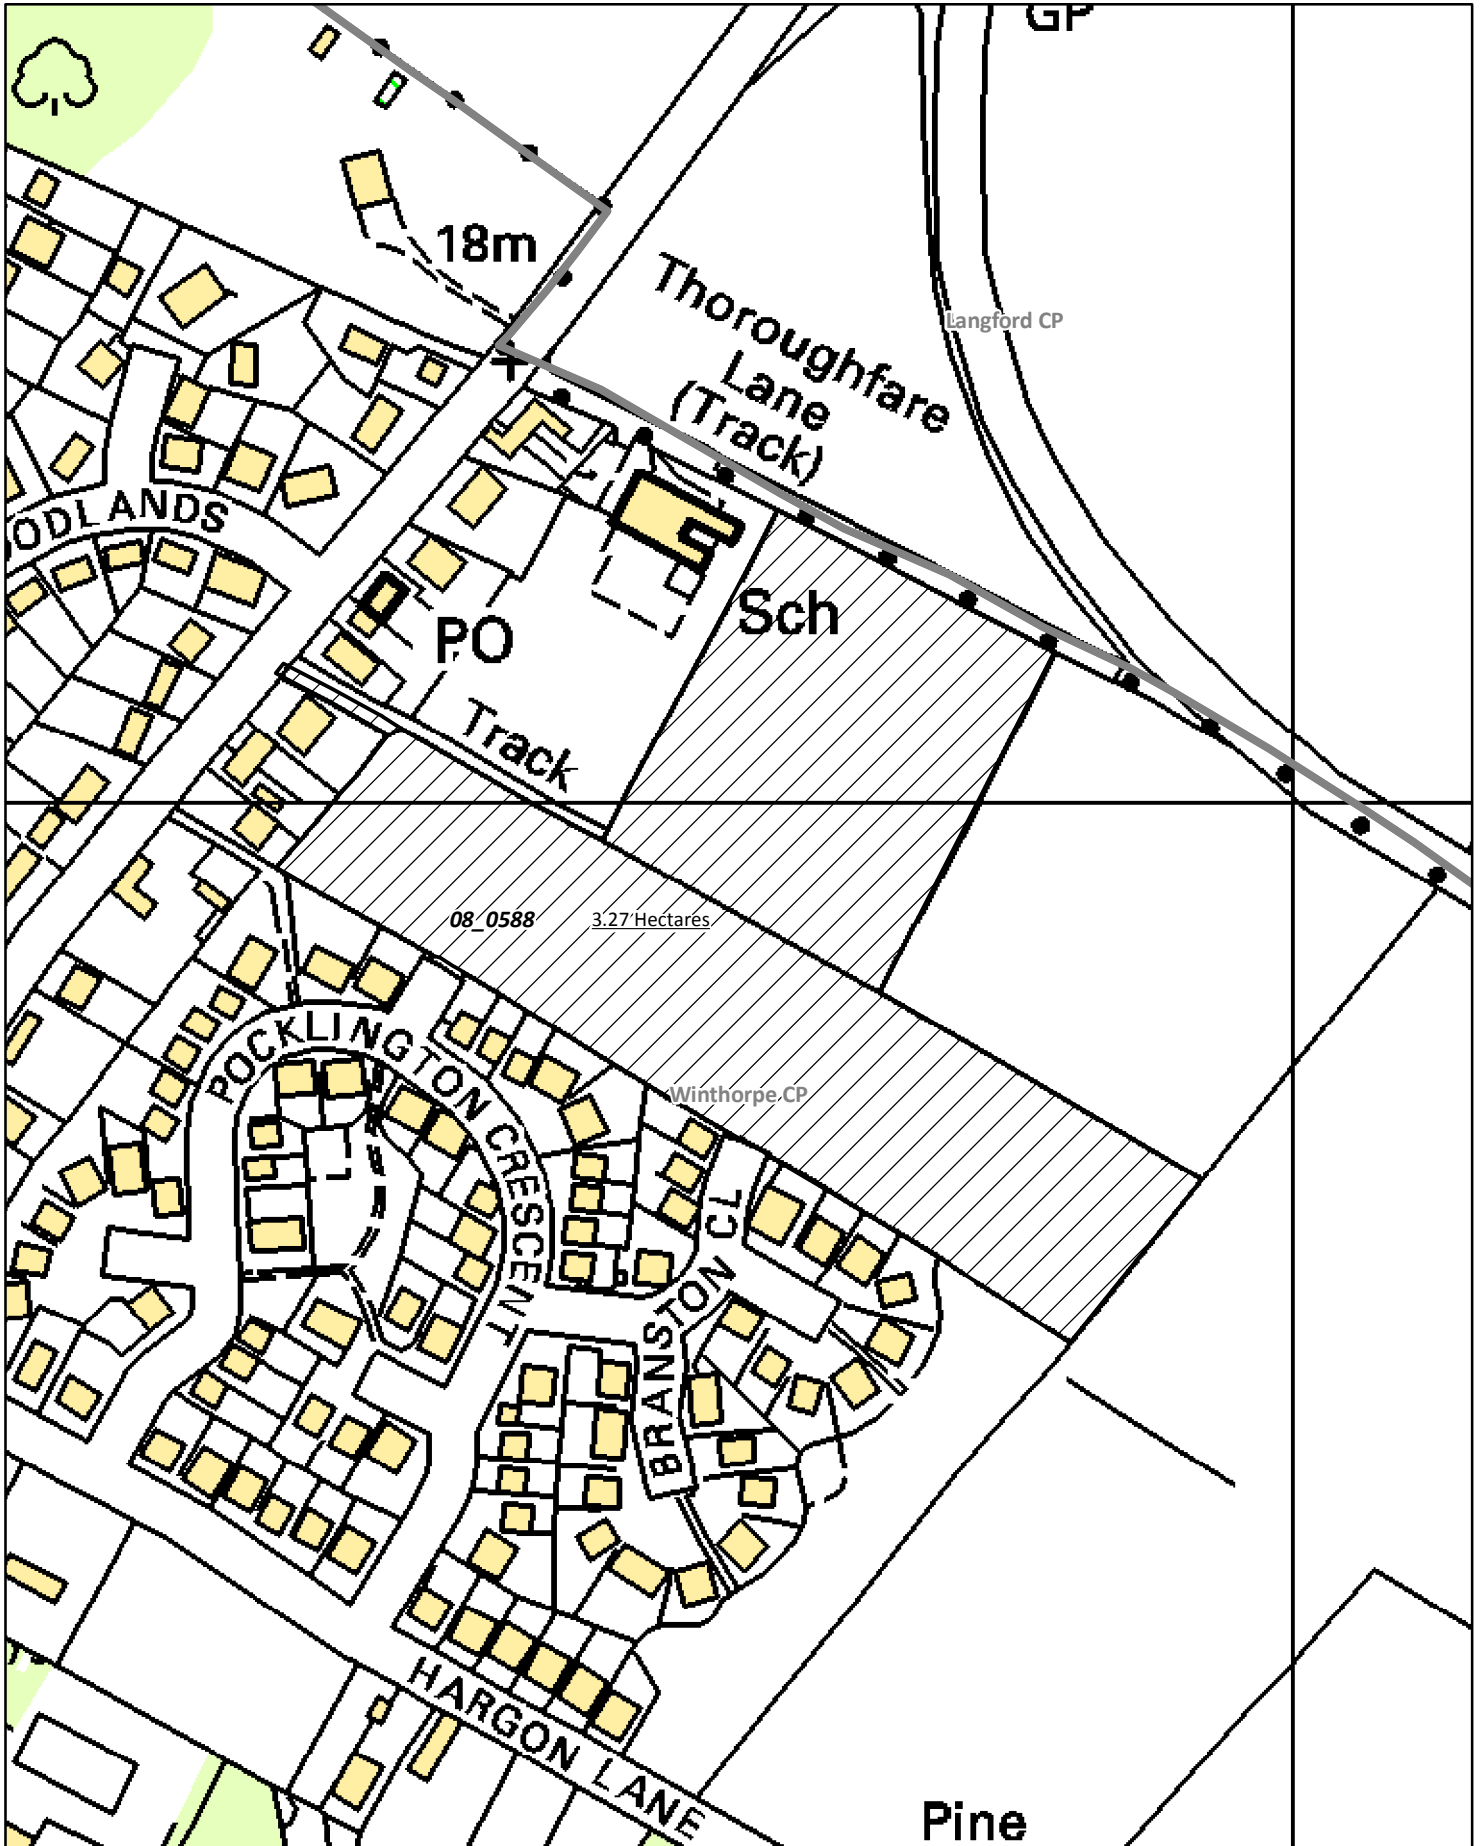 GP
18m
Thoroughfare
Lane
(Track)
Langford CP
ODLANDS
Sch
PO
Track
08_0588
3.27 Hectares
POCKLINGTON CRESCENT
Winthorpe CP
BRANSTON CL
HARGON LANE
Pine